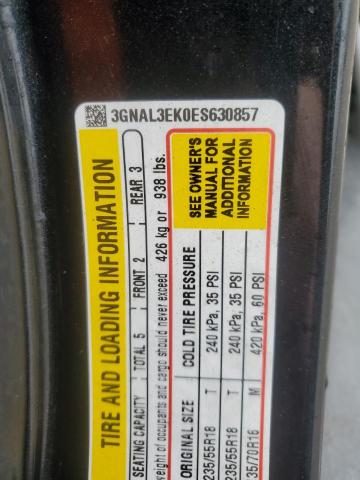 3GNAL3EK0ES630857
TIRE AND LOADING INFORMATION
SEATING CAPACITY TOTAL 5 FRONT 2 REAR 3
weight of occupants and cargo should never exceed 426 kg or 938 lbs.
ORIGINAL SIZE COLD TIRE PRESSURE
235/55R18 T 240 kPa, 35 PSI
235/55R18 T 240 kPa, 35 PSI
35/70R16 M 420 kPa, 60 PSI
SEE OWNER'S
MANUAL FOR
ADDITIONAL
INFORMATION